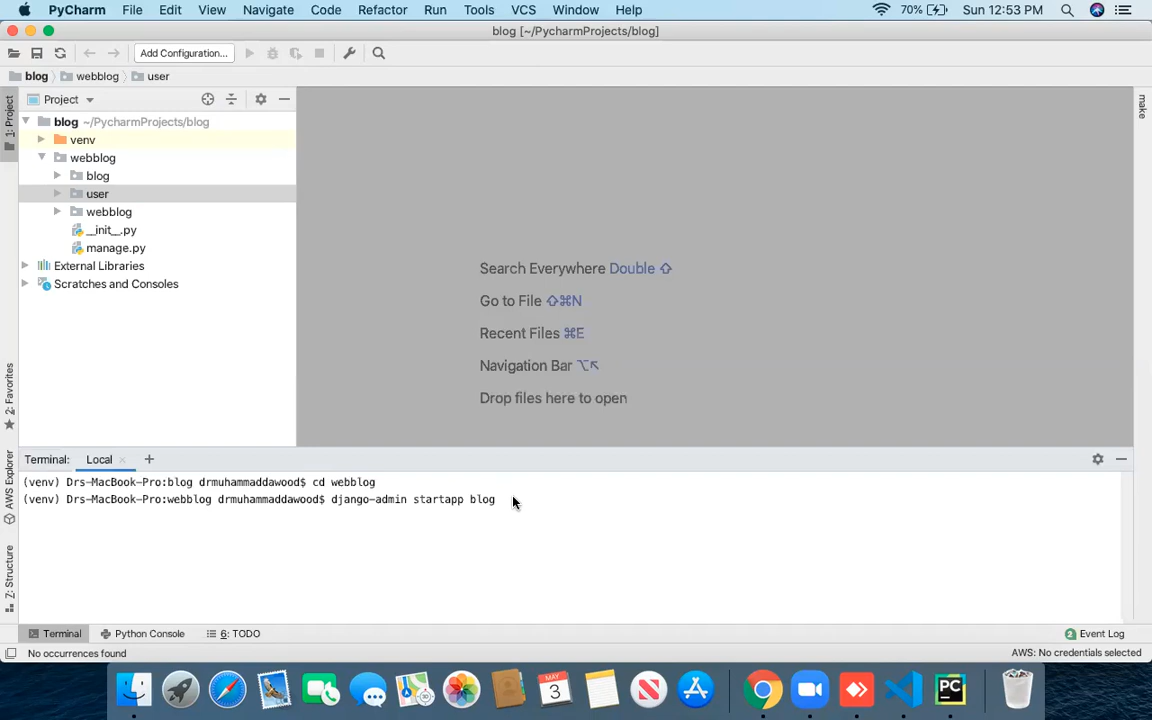 PyCharm File Edit View Navigate Code Refactor Run Tools VCS Window Help 70% Sun 12:53 PM
blog [~/PycharmProjects/blog]
Add Configuration...
blog webblog user
1: Project
Project
make
blog ~/PycharmProjects/blog
venv
webblog
blog
user
webblog
__init__.py
manage.py
External Libraries
Scratches and Consoles
Search Everywhere Double ⇧
Go to File ⇧⌘N
Recent Files ⌘E
Navigation Bar ⌥↖
Drop files here to open
2: Favorites
AWS Explorer
Z: Structure
Terminal: Local
(venv) Drs-MacBook-Pro:blog drmuhammaddawood$ cd webblog
(venv) Drs-MacBook-Pro:webblog drmuhammaddawood$ django-admin startapp blog
Terminal Python Console 6: TODO 2 Event Log
No occurrences found AWS: No credentials selected
MAY
3
PC